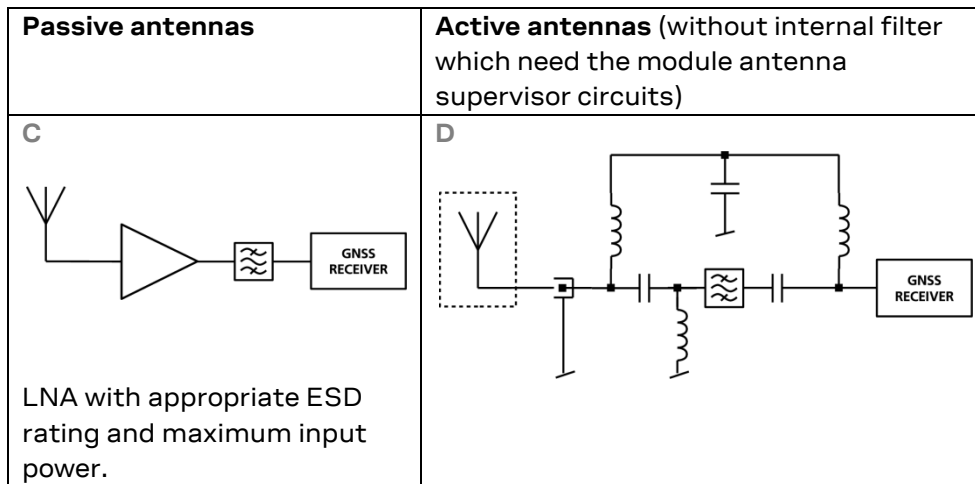 Passive antennas
Active antennas (without internal filter
which need the module antenna
supervisor circuits)
C
GNSS
RECEIVER
LNA with appropriate ESD
rating and maximum input
power.
D
GNSS
RECEIVER